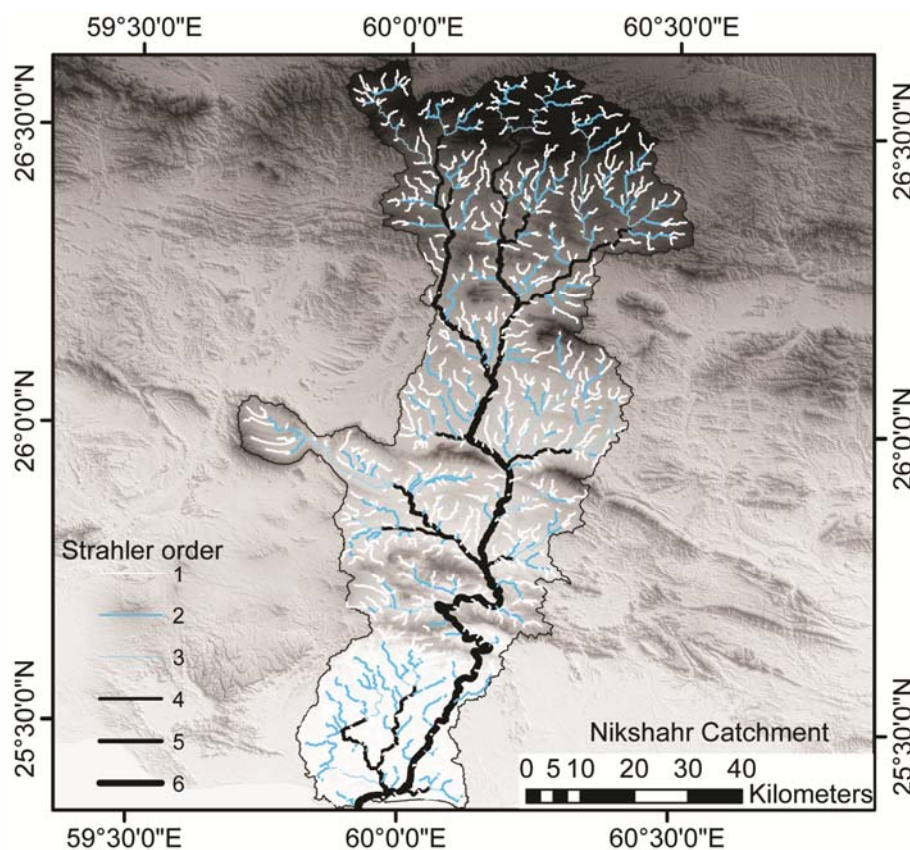 59°30'0"E 60°0'0"E 60°30'0"E
26°30'0"N 26°30'0"N
26°0'0"N 26°0'0"N
Strahler order
1
2
3
4
5
6
25°30'0"N 25°30'0"N
Nikshahr Catchment
0 5 10 20 30 40
Kilometers
59°30'0"E 60°0'0"E 60°30'0"E